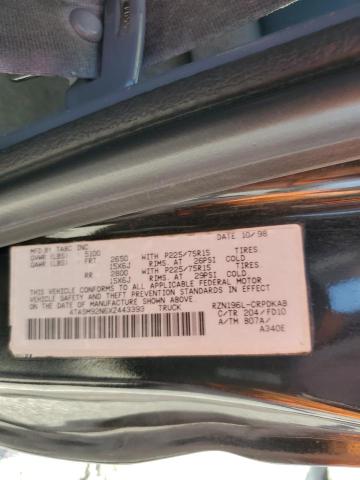 MFD BY TABC INC. DATE 10/98
GVWR (LBS) 5100
GAWR (LBS) FRT 2650 WITH P225/75R15 TIRES
15X6J RIMS AT 26PSI COLD
RR 2800 WITH P225/75R15 TIRES
15X6J RIMS AT 29PSI COLD
THIS VEHICLE CONFORMS TO ALL APPLICABLE FEDERAL MOTOR
VEHICLE SAFETY AND THEFT PREVENTION STANDARDS IN EFFECT
ON THE DATE OF MANUFACTURE SHOWN ABOVE.
4TASM92N6XZ443393 TRUCK
RZN196L-CRPDKAB
C/TR 204/FD10
A/TM B07A/
A340E